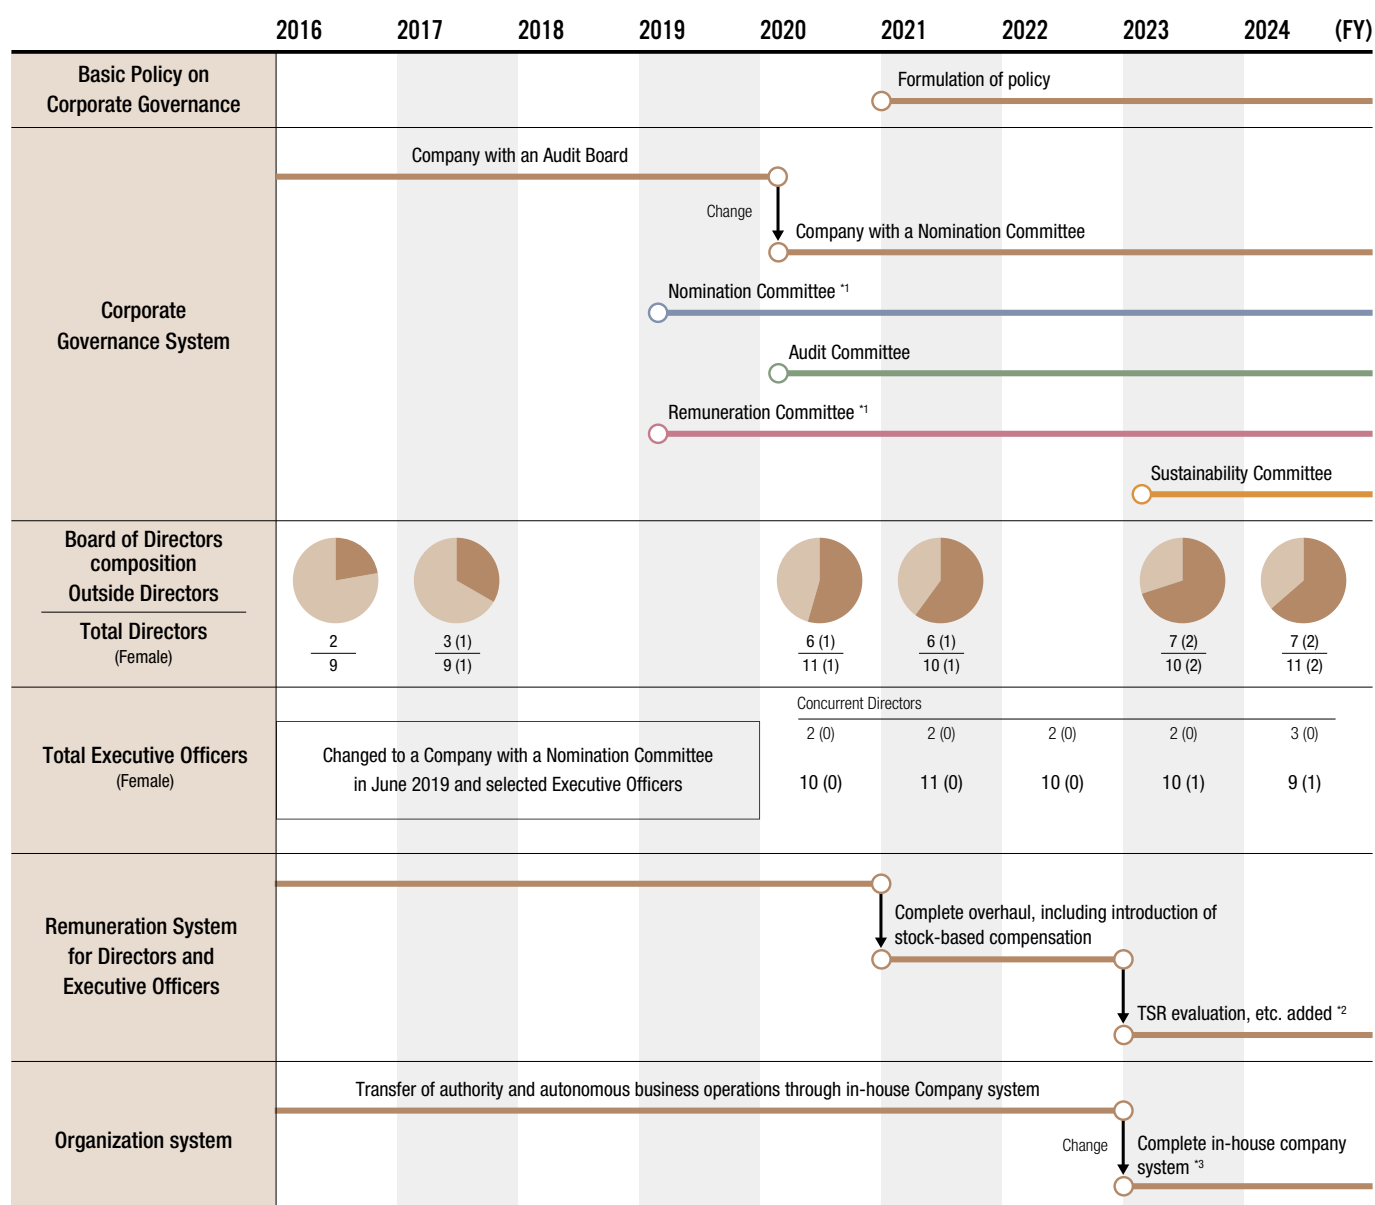 2016 2017 2018 2019 2020 2021 2022 2023 2024 (FY)
Basic Policy on
Corporate Governance
Formulation of policy
Corporate
Governance System
Company with an Audit Board
Change
Company with a Nomination Committee
Nomination Committee *1
Audit Committee
Remuneration Committee *1
Sustainability Committee
Board of Directors
composition
Outside Directors
Total Directors
(Female)
2
9
3 (1)
9 (1)
6 (1)
11 (1)
6 (1)
10 (1)
7 (2)
10 (2)
7 (2)
11 (2)
Total Executive Officers
(Female)
Changed to a Company with a Nomination Committee
in June 2019 and selected Executive Officers
Concurrent Directors
2 (0) 2 (0) 2 (0) 2 (0) 3 (0)
10 (0) 11 (0) 10 (0) 10 (1) 9 (1)
Remuneration System
for Directors and
Executive Officers
Complete overhaul, including introduction of
stock-based compensation
TSR evaluation, etc. added *2
Organization system
Transfer of authority and autonomous business operations through in-house Company system
Change
Complete in-house company
system *3